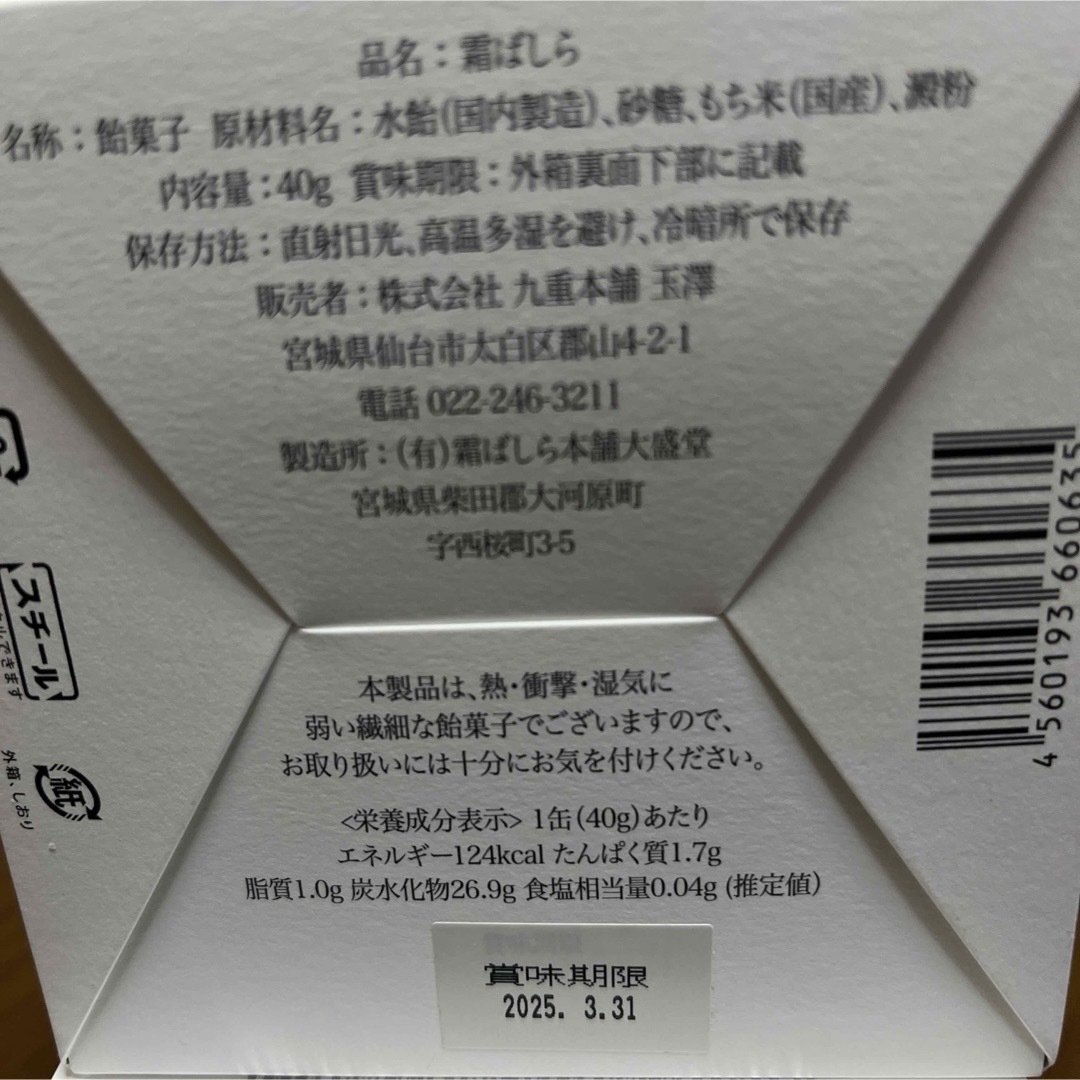 品名：霜ばしら
名称：飴菓子 原材料名：水飴(国内製造)、砂糖、もち米(国産)、澱粉
内容量：40g 賞味期限：外箱裏面下部に記載
保存方法：直射日光、高温多湿を避け、冷暗所で保存
販売者：株式会社 九重本舗 玉澤
宮城県仙台市太白区郡山4-2-1
電話 022-246-3211
製造所：(有)霜ばしら本舗大盛堂
宮城県柴田郡大河原町
字西桜町3-5
スチール
できます
紙
外箱、しおり
4 560193 660635
本製品は、熱・衝撃・湿気に
弱い繊細な飴菓子でございますので、
お取り扱いには十分にお気を付けください。
<栄養成分表示> 1缶(40g)あたり
エネルギー124kcal たんぱく質1.7g
脂質1.0g 炭水化物26.9g 食塩相当量0.04g (推定値)
賞味期限
2025. 3.31